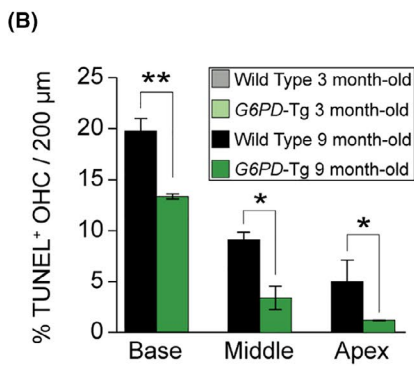 (B)
% TUNEL⁺ OHC / 200 µm
25
20
15
10
5
0
Wild Type 3 month-old
G6PD-Tg 3 month-old
Wild Type 9 month-old
G6PD-Tg 9 month-old
**
*
*
Base Middle Apex